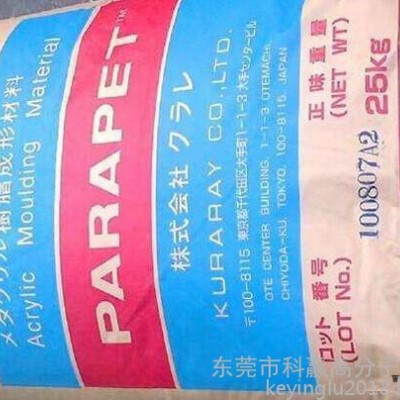 メタクリル樹脂成形材料
Acrylic Moulding Material
PARAPET™
株式会社 クラレ
KURARAY CO.,LTD.
〒100-8115 東京都千代田区大手町1-1-3 大手センタービル
OTE CENTER BUILDING, 1-1-3 OTEMACHI,
CHIYODA-KU, TOKYO, 100-8115, JAPAN
正味重量
(NET WT)
25kg
ロット番号
(LOT No.)
100807A2
东莞市科
keyinglu201